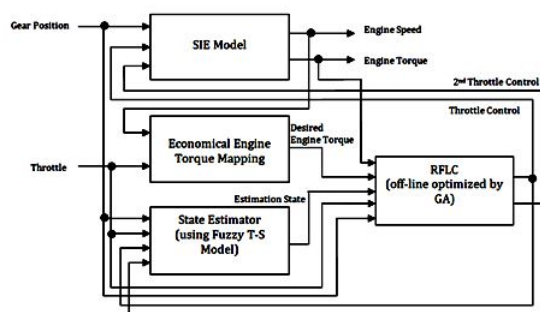 Gear Position
SIE Model
Engine Speed
Engine Torque
2nd Throttle Control
Throttle Control
Throttle
Economical Engine
Torque Mapping
Desired
Engine Torque
RFLC
(off-line optimized by
GA)
Estimation State
State Estimator
(using Fuzzy T-S
Model)